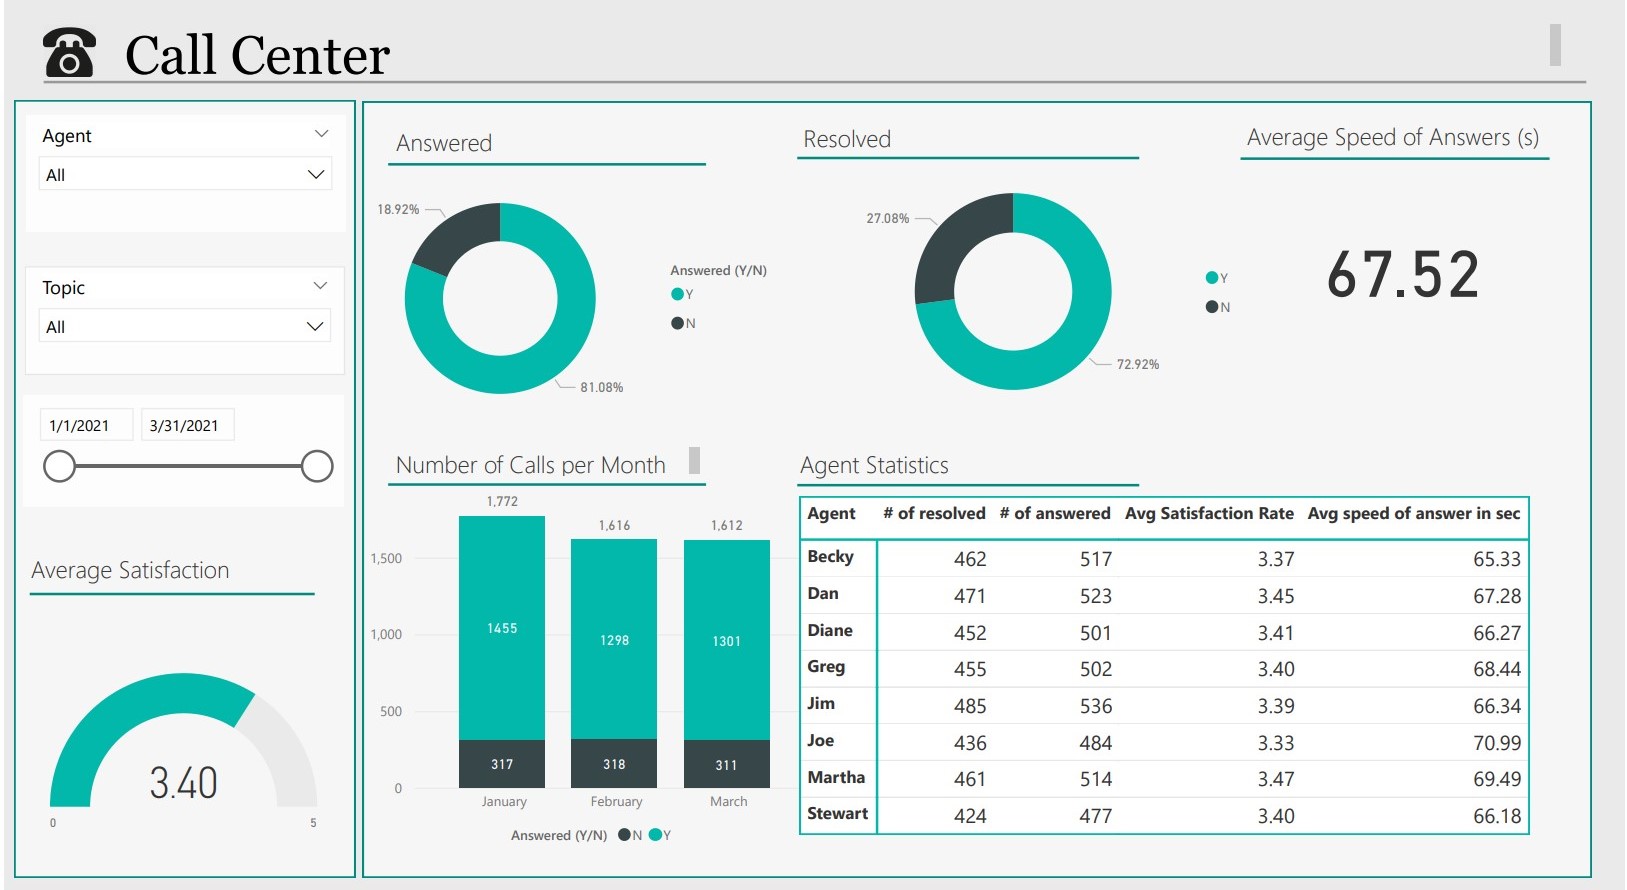 Call Center
Agent
All
Topic
All
1/1/2021 3/31/2021
Average Satisfaction
3.40
0 5
Answered
18.92%
81.08%
Answered (Y/N)
Y
N
Resolved
27.08%
72.92%
Y
N
Average Speed of Answers (s)
67.52
Number of Calls per Month
1,772 1,616 1,612
1,500
1,000
500
0
1455 1298 1301
317 318 311
January February March
Answered (Y/N) N Y
Agent Statistics
Agent # of resolved # of answered Avg Satisfaction Rate Avg speed of answer in sec
Becky 462 517 3.37 65.33
Dan 471 523 3.45 67.28
Diane 452 501 3.41 66.27
Greg 455 502 3.40 68.44
Jim 485 536 3.39 66.34
Joe 436 484 3.33 70.99
Martha 461 514 3.47 69.49
Stewart 424 477 3.40 66.18